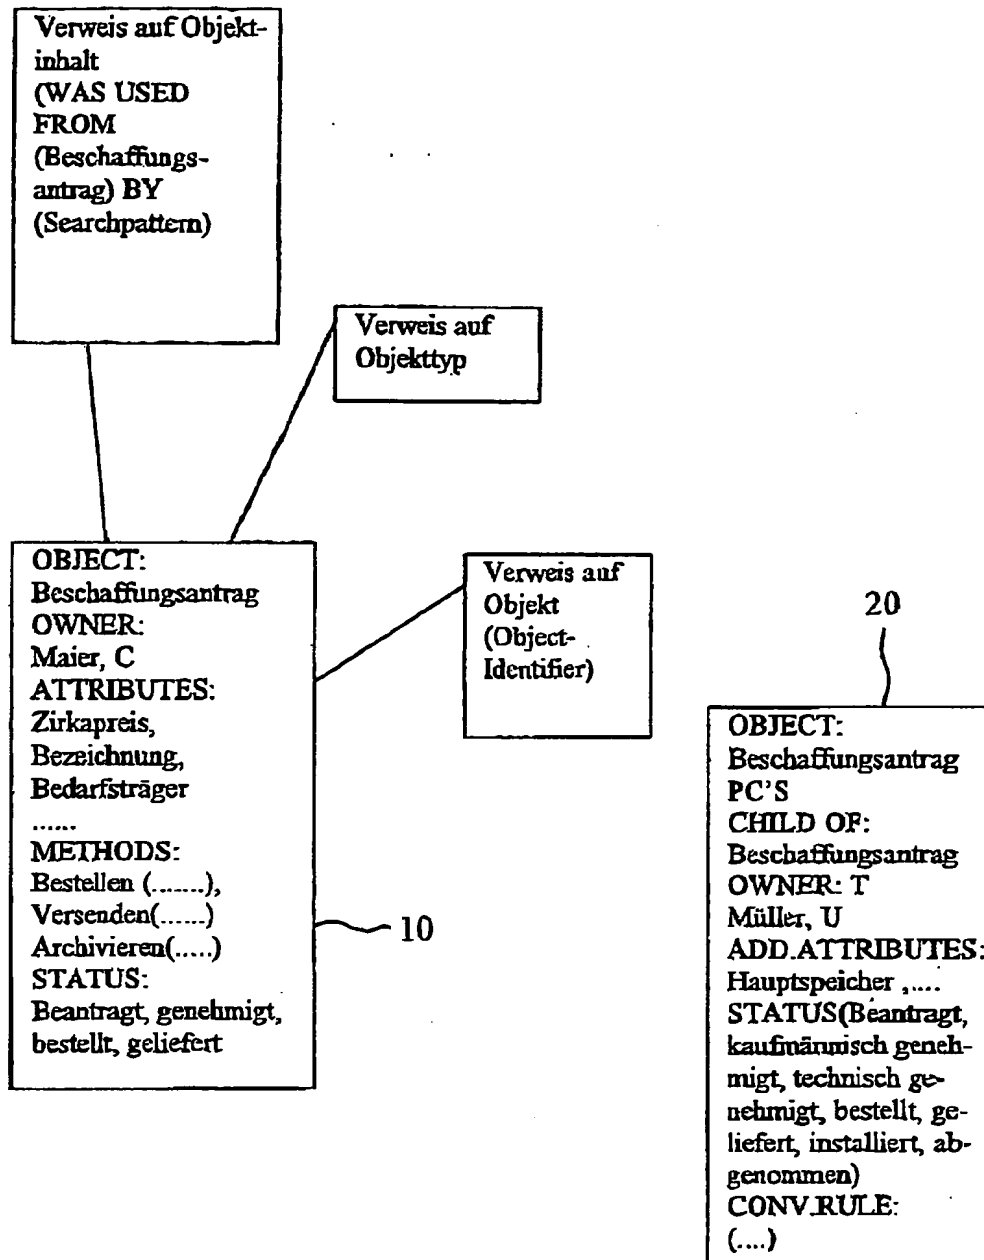 Verweis auf Objekt-
inhalt
(WAS USED
FROM
(Beschaffungs-
antrag) BY
(Searchpattern)
Verweis auf
Objekttyp
OBJECT:
Beschaffungsantrag
OWNER:
Maier, C
ATTRIBUTES:
Zirkapreis,
Bezeichnung,
Bedarfsträger
......
METHODS:
Bestellen (.......),
Versenden(......)
Archivieren(.....)
STATUS:
Beantragt, genehmigt,
bestellt, geliefert
10
Verweis auf
Objekt
(Object-
Identifier)
20
OBJECT:
Beschaffungsantrag
PC'S
CHILD OF:
Beschaffungsantrag
OWNER: T
Müller, U
ADD.ATTRIBUTES:
Hauptspeicher ,....
STATUS(Beantragt,
kaufmännisch geneh-
migt, technisch ge-
nehmigt, bestellt, ge-
liefert, installiert, ab-
genommen)
CONV.RULE:
(....)